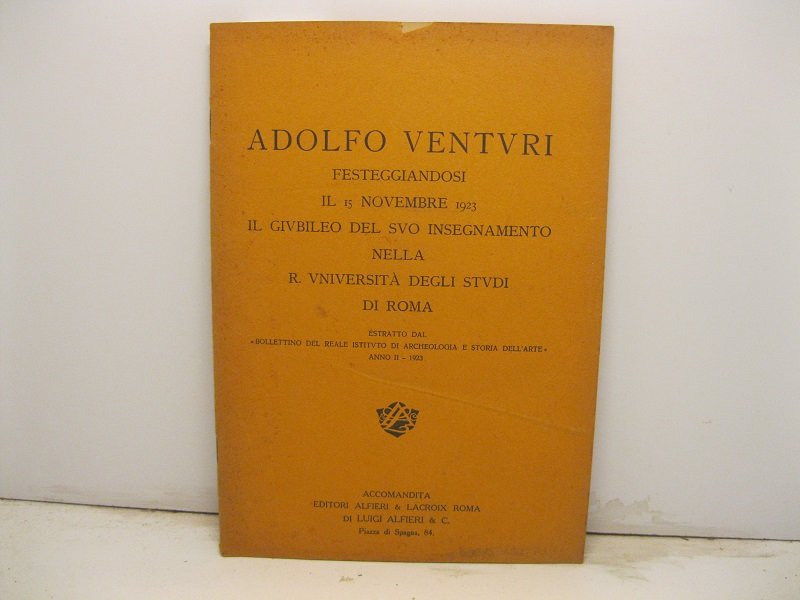 ADOLFO VENTVRI
FESTEGGIANDOSI
IL 15 NOVEMBRE 1923
IL GIVBILEO DEL SVO INSEGNAMENTO
NELLA
R. VNIVERSITÀ DEGLI STVDI
DI ROMA
ESTRATTO DAL
«BOLLETTINO DEL REALE ISTITVTO DI ARCHEOLOGIA E STORIA DELL'ARTE»
ANNO II - 1923
ACCOMANDITA
EDITORI ALFIERI & LACROIX ROMA
DI LUIGI ALFIERI & C.
Piazza di Spagna, 84.